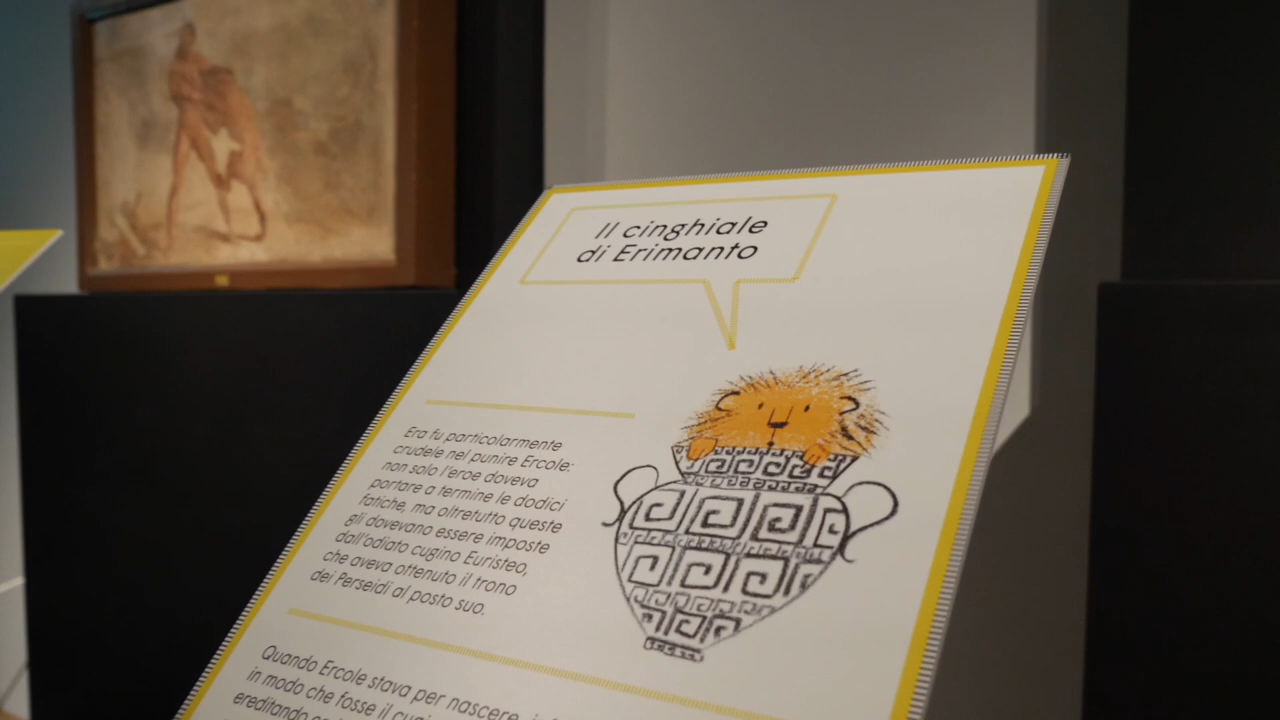 Il cinghiale
di Erimanto
Era fu particolarmente
crudele nel punire Ercole:
non solo l'eroe doveva
portare a termine le dodici
fatiche, ma oltretutto queste
gli dovevano essere imposte
dall'odiato cugino Euristeo,
che aveva ottenuto il trono
dei Perseidi al posto suo.
Quando Ercole stava per nascere,
in modo che fosse il
ereditando